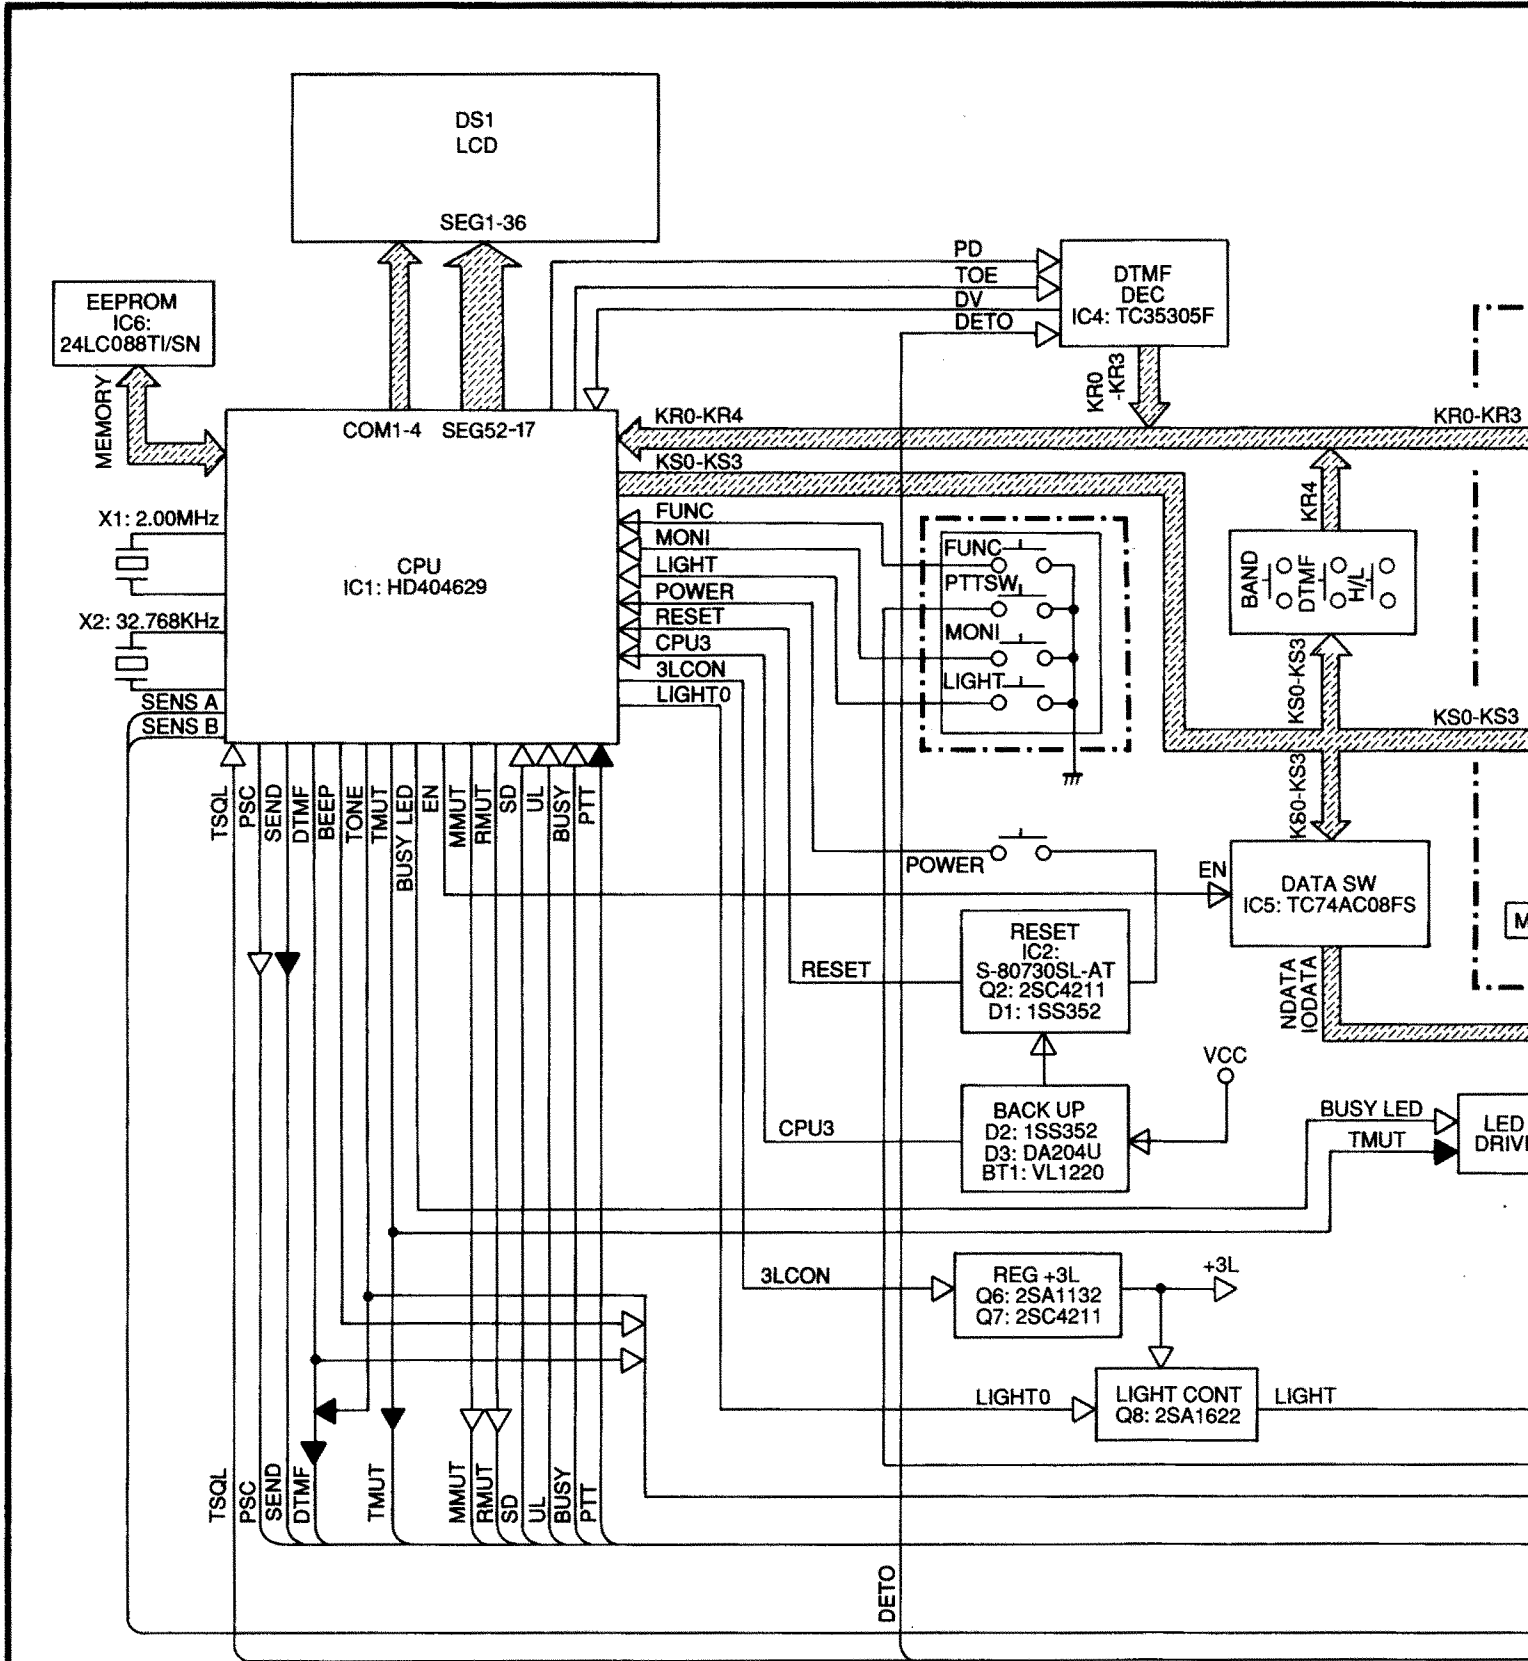 DS1
LCD
SEG1-36
EEPROM
IC6:
24LC088TI/SN
MEMORY
PD
TOE
DV
DETO
DTMF
DEC
IC4: TC35305F
KR0
-KR3
COM1-4
SEG52-17
KR0-KR4
KR0-KR3
KS0-KS3
KR4
X1: 2.00MHz
X2: 32.768KHz
CPU
IC1: HD404629
FUNC
MONI
LIGHT
POWER
RESET
CPU3
3LCON
LIGHT0
FUNC
PTTSW
MONI
LIGHT
BAND
DTMF
H/L
KS0-KS3
KS0-KS3
KS0-KS3
SENS A
SENS B
TSQL
PSC
SEND
DTMF
BEEP
TONE
TMUT
BUSY LED
EN
MMUT
RMUT
SD
UL
BUSY
PTT
POWER
EN
DATA SW
IC5: TC74AC08FS
M
RESET
RESET
IC2:
S-80730SL-AT
Q2: 2SC4211
D1: 1SS352
NDATA
IODATA
VCC
CPU3
BACK UP
D2: 1SS352
D3: DA204U
BT1: VL1220
BUSY LED
TMUT
LED
DRIVE
3LCON
REG +3L
Q6: 2SA1132
Q7: 2SC4211
+3L
LIGHT0
LIGHT CONT
Q8: 2SA1622
LIGHT
TSQL
PSC
SEND
DTMF
TMUT
MMUT
RMUT
SD
UL
BUSY
PTT
DETO